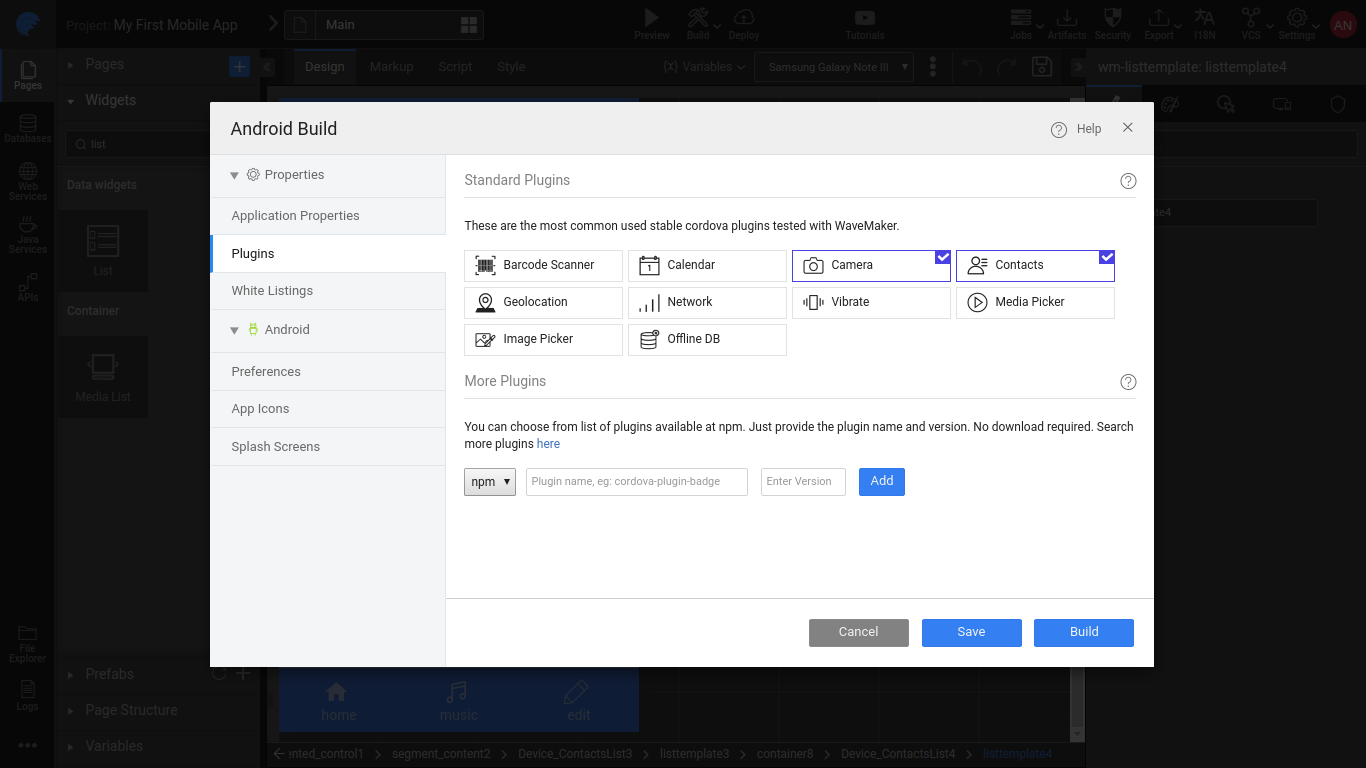 Project: My First Mobile App
Main
Preview
Build
Deploy
Tutorials
Jobs
Artifacts
Security
Export
I18N
VCS
Settings
AN
Pages
Databases
Web
Services
Java
Services
APIs
File
Explorer
Logs
Pages
Widgets
list
Data widgets
List
Container
Media List
Prefabs
Page Structure
Variables
Design
Markup
Script
Style
(x) Variables
Samsung Galaxy Note III
wm-listtemplate: listtemplate4
Android Build
Help
Properties
Application Properties
Plugins
White Listings
Android
Preferences
App Icons
Splash Screens
Standard Plugins
These are the most common used stable cordova plugins tested with WaveMaker.
Barcode Scanner
1
Calendar
Camera
Contacts
Geolocation
Network
Vibrate
Media Picker
Image Picker
Offline DB
More Plugins
You can choose from list of plugins available at npm. Just provide the plugin name and version. No download required. Search
more plugins here
npm
Plugin name, eg: cordova-plugin-badge
Enter Version
Add
Cancel
Save
Build
home
music
edit
nted_control1
segment_content2
Device_ContactsList3
listtemplate3
container8
Device_ContactsList4
listtemplate4